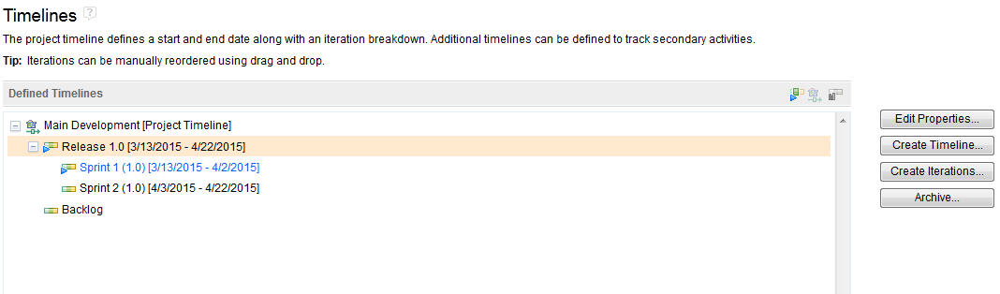 Timelines ?
The project timeline defines a start and end date along with an iteration breakdown. Additional timelines can be defined to track secondary activities.
Tip: Iterations can be manually reordered using drag and drop.
Defined Timelines
Main Development [Project Timeline]
Release 1.0 [3/13/2015 - 4/22/2015]
Sprint 1 (1.0) [3/13/2015 - 4/2/2015]
Sprint 2 (1.0) [4/3/2015 - 4/22/2015]
Backlog
Edit Properties...
Create Timeline...
Create Iterations...
Archive...